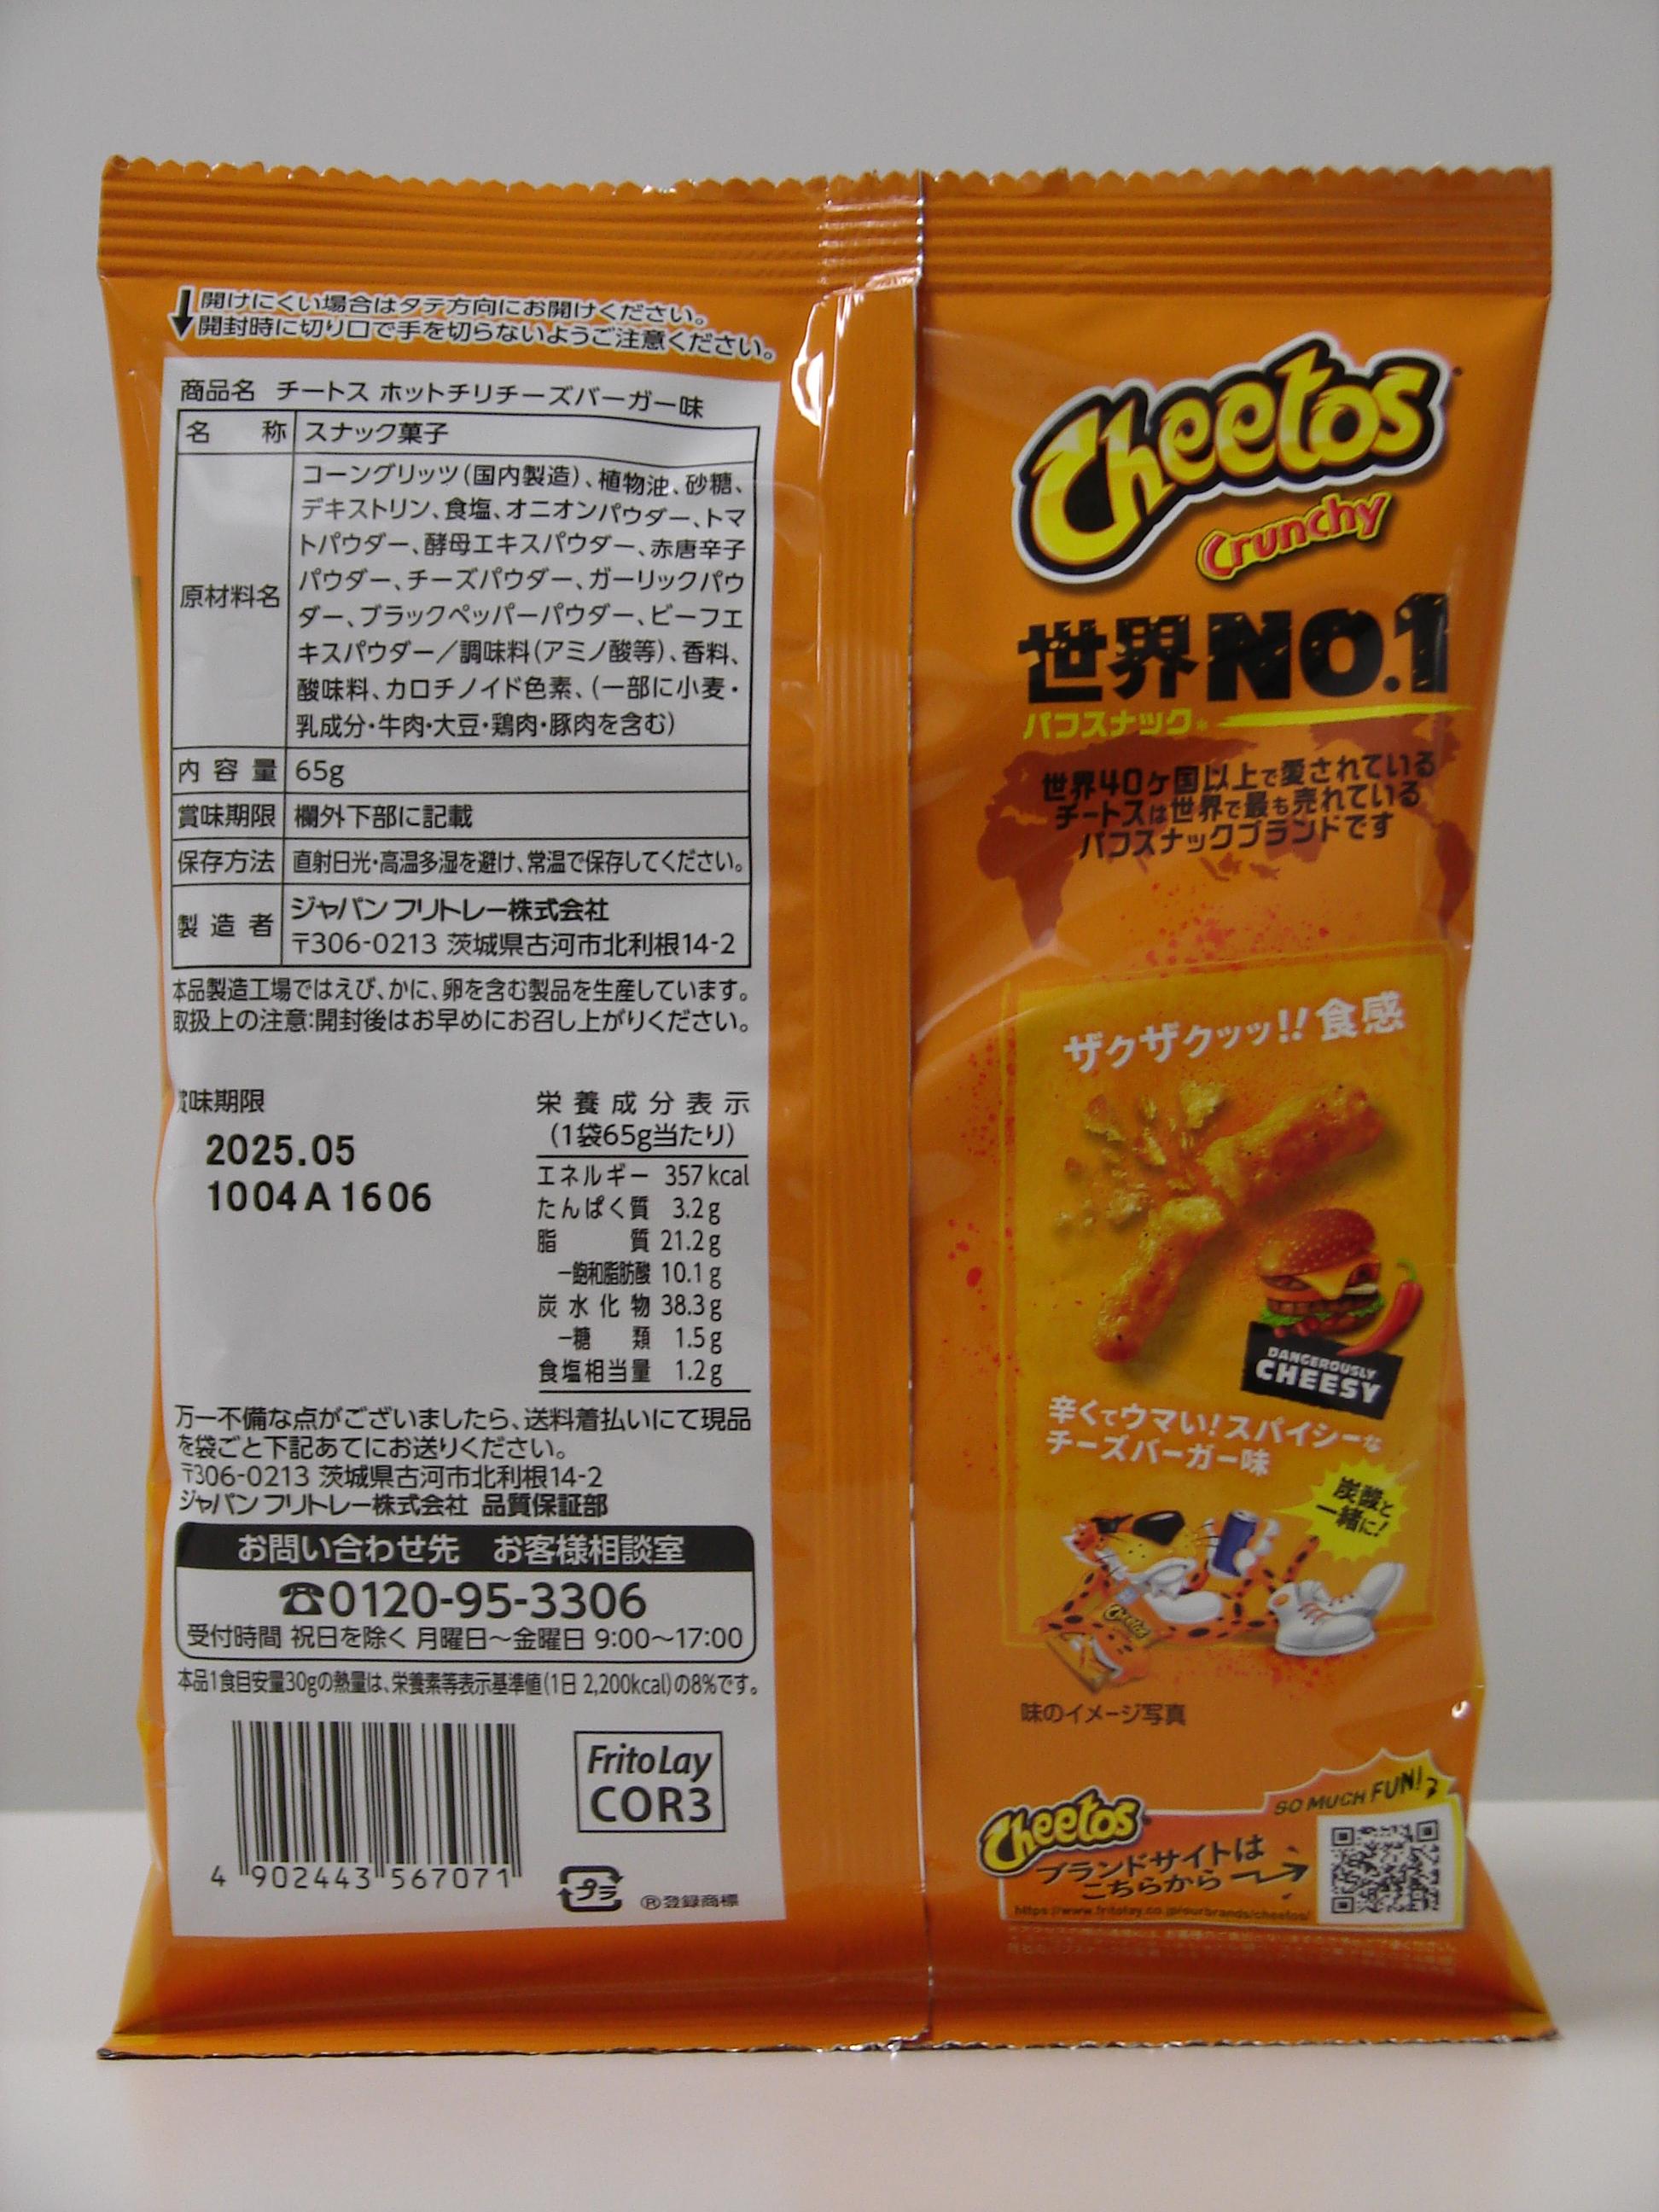 開けにくい場合はタテ方向にお開けください。
開封時に切り口で手を切らないようご注意ください。
商品名 チートス ホットチリチーズバーガー味
名 称 スナック菓子
原材料名
コーングリッツ(国内製造)、植物油、砂糖、
デキストリン、食塩、オニオンパウダー、トマ
トパウダー、酵母エキスパウダー、赤唐辛子
パウダー、チーズパウダー、ガーリックパウ
ダー、ブラックペッパーパウダー、ビーフエ
キスパウダー／調味料(アミノ酸等)、香料、
酸味料、カロチノイド色素、(一部に小麦・
乳成分・牛肉・大豆・鶏肉・豚肉を含む)
内容量 65g
賞味期限 欄外下部に記載
保存方法 直射日光・高温多湿を避け、常温で保存してください。
製造者
ジャパンフリトレー株式会社
〒306-0213 茨城県古河市北利根14-2
本品製造工場ではえび、かに、卵を含む製品を生産しています。
取扱上の注意:開封後はお早めにお召し上がりください。
賞味期限
2025.05
1004A1606
栄養成分表示
(1袋65g当たり)
エネルギー 357kcal
たんぱく質 3.2g
脂質 21.2g
−飽和脂肪酸 10.1g
炭水化物 38.3g
−糖類 1.5g
食塩相当量 1.2g
万一不備な点がございましたら、送料着払いにて現品
を袋ごと下記あてにお送りください。
〒306-0213 茨城県古河市北利根14-2
ジャパンフリトレー株式会社 品質保証部
お問い合わせ先 お客様相談室
☎0120-95-3306
受付時間 祝日を除く 月曜日〜金曜日 9:00〜17:00
本品1食目安量30gの熱量は、栄養素等表示基準値(1日 2,200kcal)の8%です。
4 902443 567071
FritoLay
COR3
プラ
Ⓡ登録商標
Cheetos
Crunchy
世界NO.1
パフスナック※
世界40ヶ国以上で愛されている
チートスは世界で最も売れている
パフスナックブランドです
ザクザクッッ!!食感
DANGEROUSLY
CHEESY
辛くてウマい!スパイシーな
チーズバーガー味
炭酸と
一緒に!
Cheetos
味のイメージ写真
SO MUCH FUN!
Cheetos
ブランドサイトは
こちらから
https://www.fritolay.co.jp/ourbrands/cheetos/